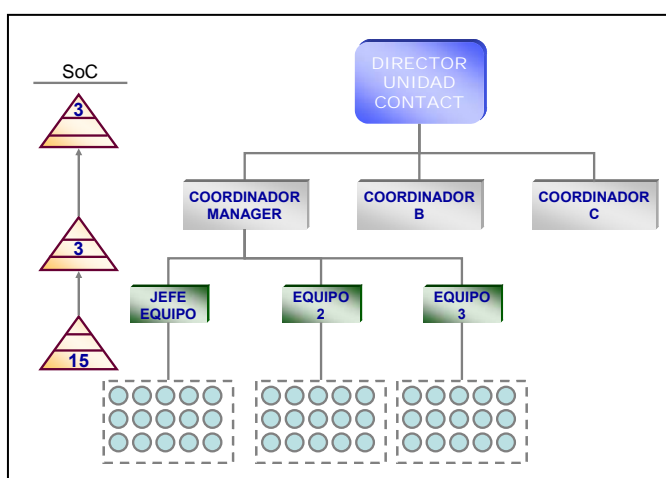 SoC
3
3
15
DIRECTOR
UNIDAD
CONTACT
COORDINADOR
MANAGER
COORDINADOR
B
COORDINADOR
C
JEFE
EQUIPO
EQUIPO
2
EQUIPO
3